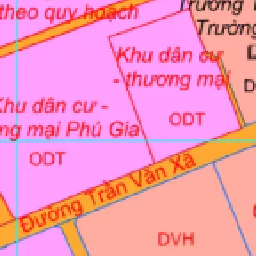 theo quy hoạch
Trường
Trường
Khu dân cư
- thương mại
Khu dân cư -
ng mại Phú Gia
ODT
ODT
Đường Trần Văn Xã
DVH